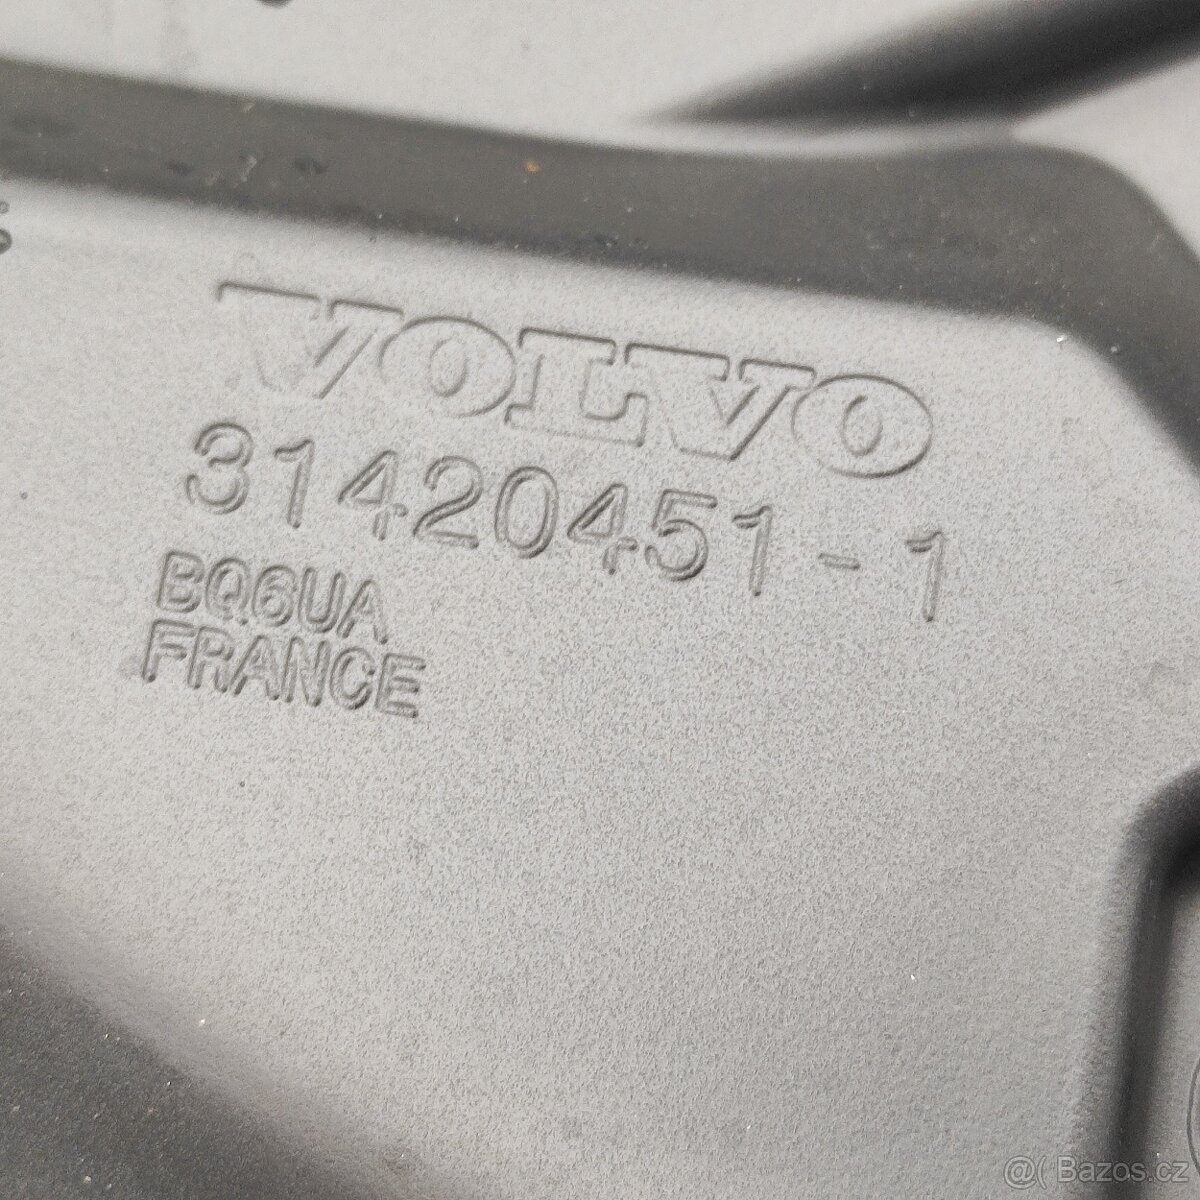 VOLVO
31420451-1
BQ6UA
FRANCE
@( Bazos.cz